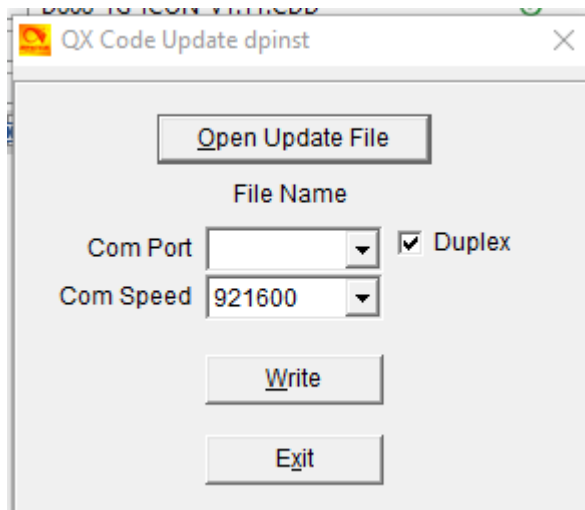 QX Code Update dpinst
Open Update File
File Name
Com Port
Duplex
Com Speed 921600
Write
Exit